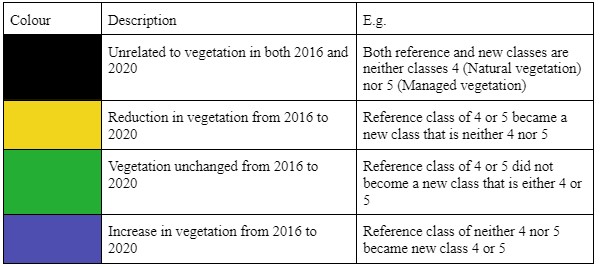 Colour Description E.g.
Unrelated to vegetation in both 2016 and
2020
Both reference and new classes are
neither classes 4 (Natural vegetation)
nor 5 (Managed vegetation)
Reduction in vegetation from 2016 to
2020
Reference class of 4 or 5 became a
new class that is neither 4 nor 5
Vegetation unchanged from 2016 to
2020
Reference class of 4 or 5 did not
become a new class that is either 4 or
5
Increase in vegetation from 2016 to
2020
Reference class of neither 4 nor 5
became new class 4 or 5